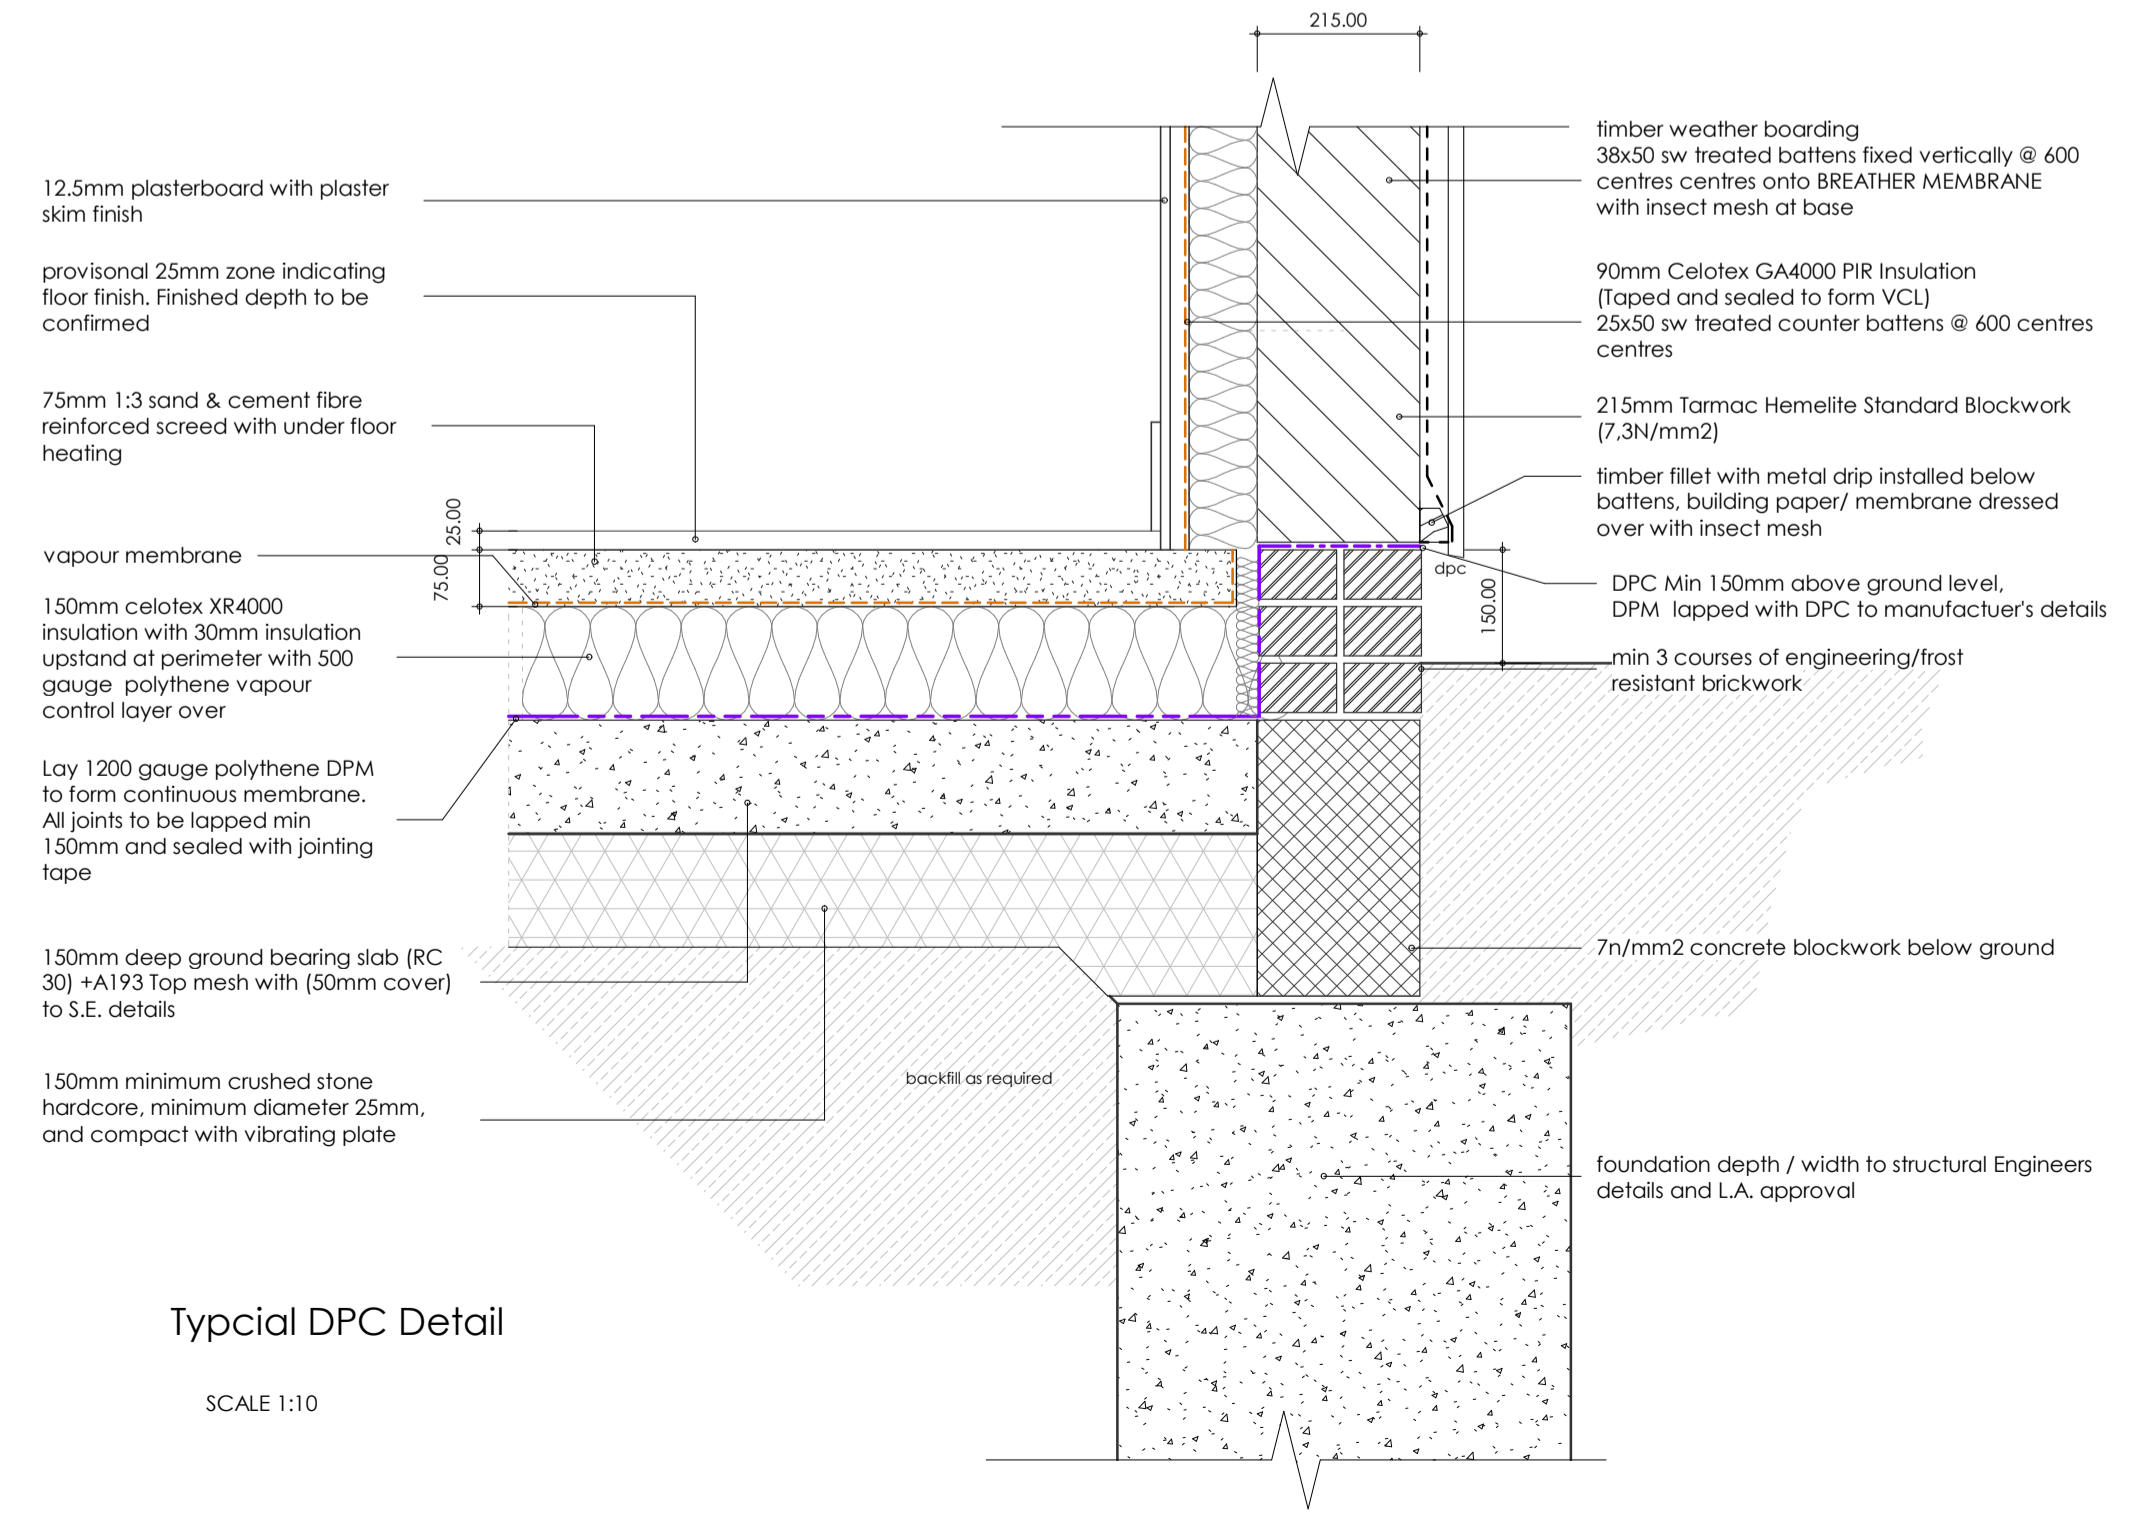 215.00
12.5mm plasterboard with plaster
skim finish
provisonal 25mm zone indicating
floor finish. Finished depth to be
confirmed
75mm 1:3 sand & cement fibre
reinforced screed with under floor
heating
25.00
75.00
vapour membrane
150mm celotex XR4000
insulation with 30mm insulation
upstand at perimeter with 500
gauge  polythene vapour
control layer over
Lay 1200 gauge polythene DPM
to form continuous membrane.
All joints to be lapped min
150mm and sealed with jointing
tape
150mm deep ground bearing slab (RC
30) +A193 Top mesh with (50mm cover)
to S.E. details
150mm minimum crushed stone
hardcore, minimum diameter 25mm,
and compact with vibrating plate
backfill as required
timber weather boarding
38x50 sw treated battens fixed vertically @ 600
centres centres onto BREATHER MEMBRANE
with insect mesh at base
90mm Celotex GA4000 PIR Insulation
(Taped and sealed to form VCL)
25x50 sw treated counter battens @ 600 centres
centres
215mm Tarmac Hemelite Standard Blockwork
(7,3N/mm2)
timber fillet with metal drip installed below
battens, building paper/ membrane dressed
over with insect mesh
dpc
150.00
DPC Min 150mm above ground level,
DPM  lapped with DPC to manufactuer's details
min 3 courses of engineering/frost
resistant brickwork
7n/mm2 concrete blockwork below ground
foundation depth / width to structural Engineers
details and L.A. approval
Typcial DPC Detail
SCALE 1:10